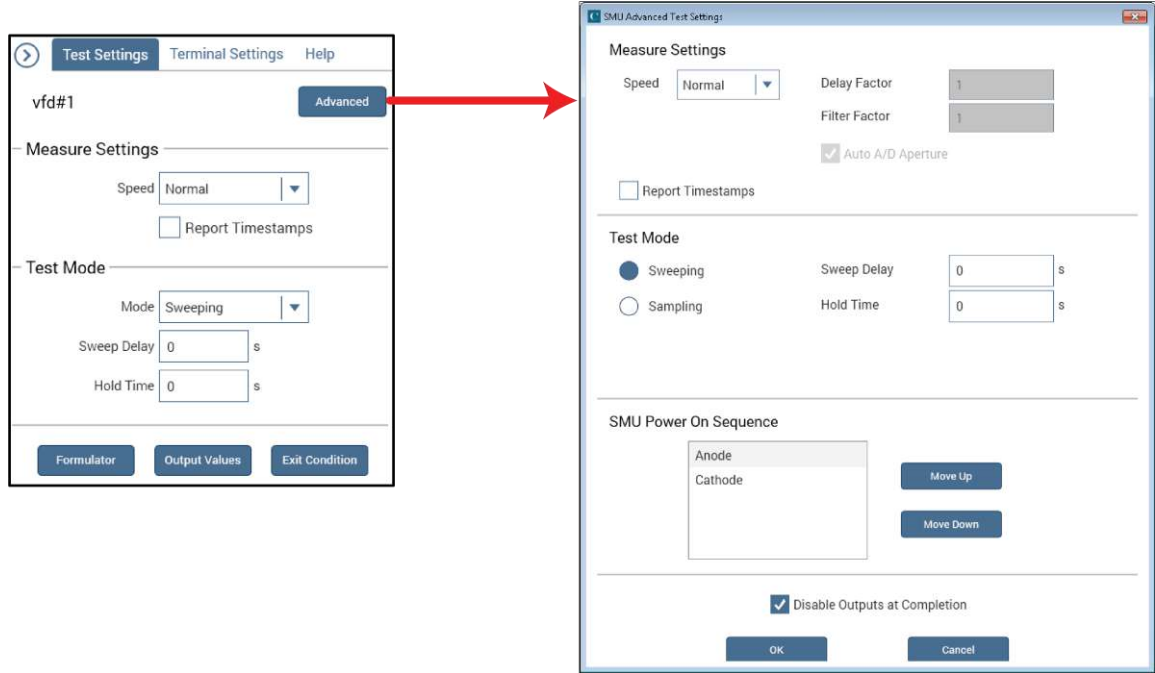 Test Settings Terminal Settings Help
vfd#1 Advanced
Measure Settings
Speed Normal
Report Timestamps
Test Mode
Mode Sweeping
Sweep Delay 0 s
Hold Time 0 s
Formulator Output Values Exit Condition
SMU Advanced Test Settings
Measure Settings
Speed Normal Delay Factor 1
Filter Factor 1
Auto A/D Aperture
Report Timestamps
Test Mode
Sweeping Sweep Delay 0 s
Sampling Hold Time 0 s
SMU Power On Sequence
Anode
Cathode
Move Up
Move Down
Disable Outputs at Completion
OK Cancel